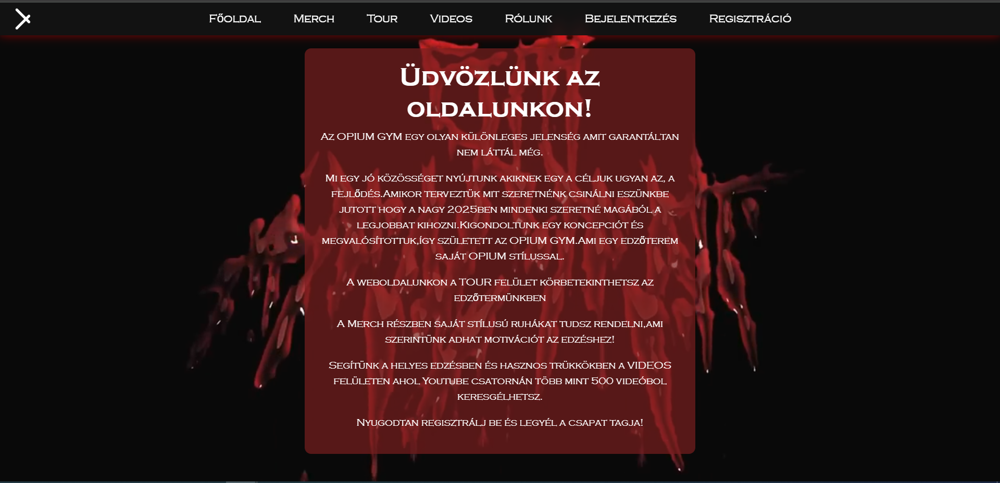 Főoldal Merch Tour Videos Rólunk Bejelentkezés Regisztráció
Üdvözlünk az
oldalunkon!
Az OPIUM GYM egy olyan különleges jelenség amit garantáltan
nem láttál még.
Mi egy jó közösséget nyújtunk akiknek egy a céljuk ugyan az, a
fejlődés.Amikor terveztük mit szeretnénk csinálni eszünkbe
jutott hogy a nagy 2025ben mindenki szeretné magából a
legjobbat kihozni.Kigondoltunk egy koncepciót és
megvalósítottuk,így született az OPIUM GYM.Ami egy edzőterem
saját OPIUM stílussal.
A weboldalunkon a TOUR felület körbetekinthetsz az
edzőtermünkben
A Merch részben saját stílusú ruhákat tudsz rendelni,ami
szerintünk adhat motivációt az edzéshez!
Segítünk a helyes edzésben és hasznos trükkökben a VIDEOS
felületen ahol Youtube csatornán több mint 500 videóbol
keresgélhetsz.
Nyugodtan regisztrálj be és legyél a csapat tagja!